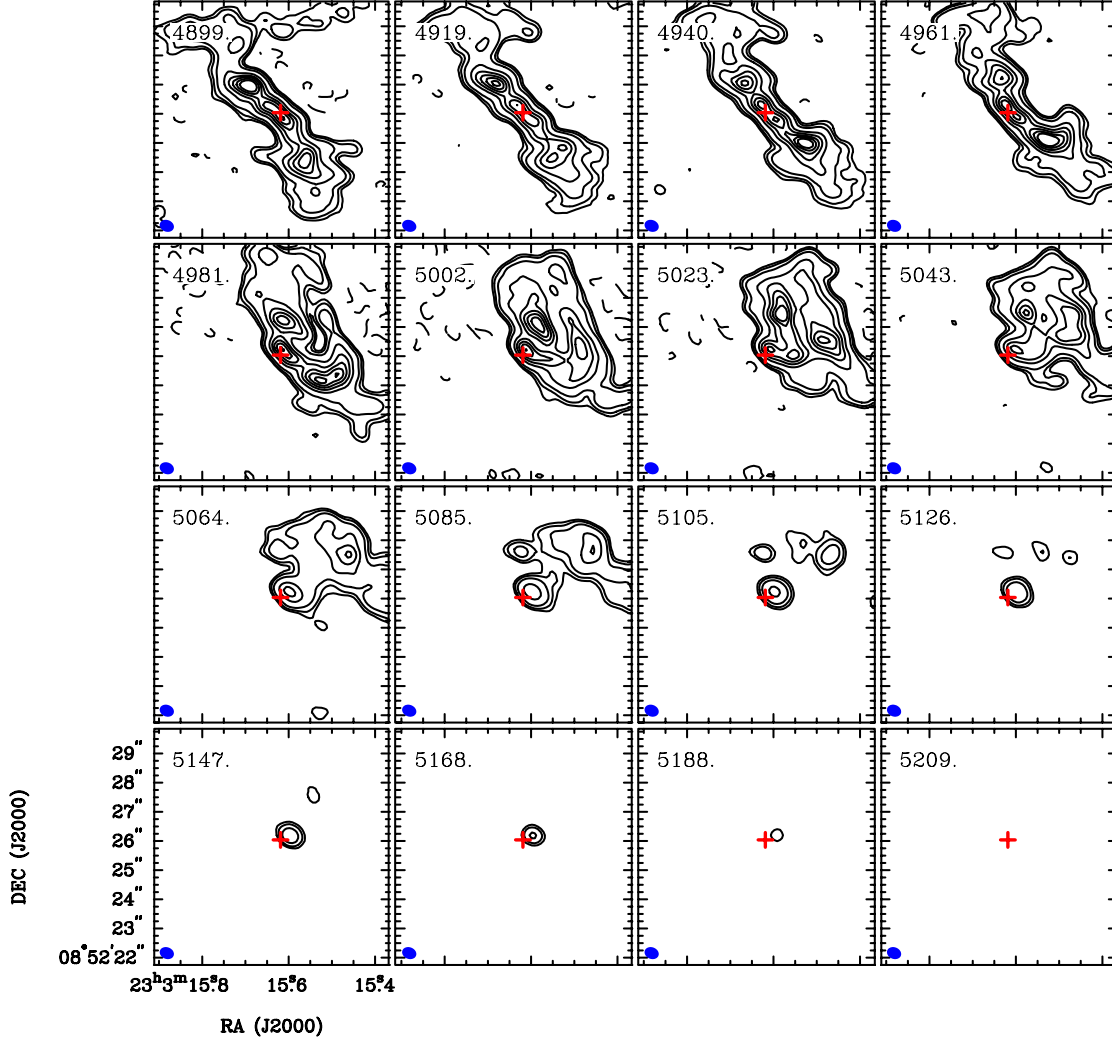 4899. 4919. 4940. 4961.
4981. 5002. 5023. 5043.
5064. 5085. 5105. 5126.
5147. 5168. 5188. 5209.
29"
28"
27"
26"
25"
24"
23"
08°52'22"
DEC (J2000)
23ʰ3ᵐ15ˢ.8 15ˢ.6 15ˢ.4
RA (J2000)